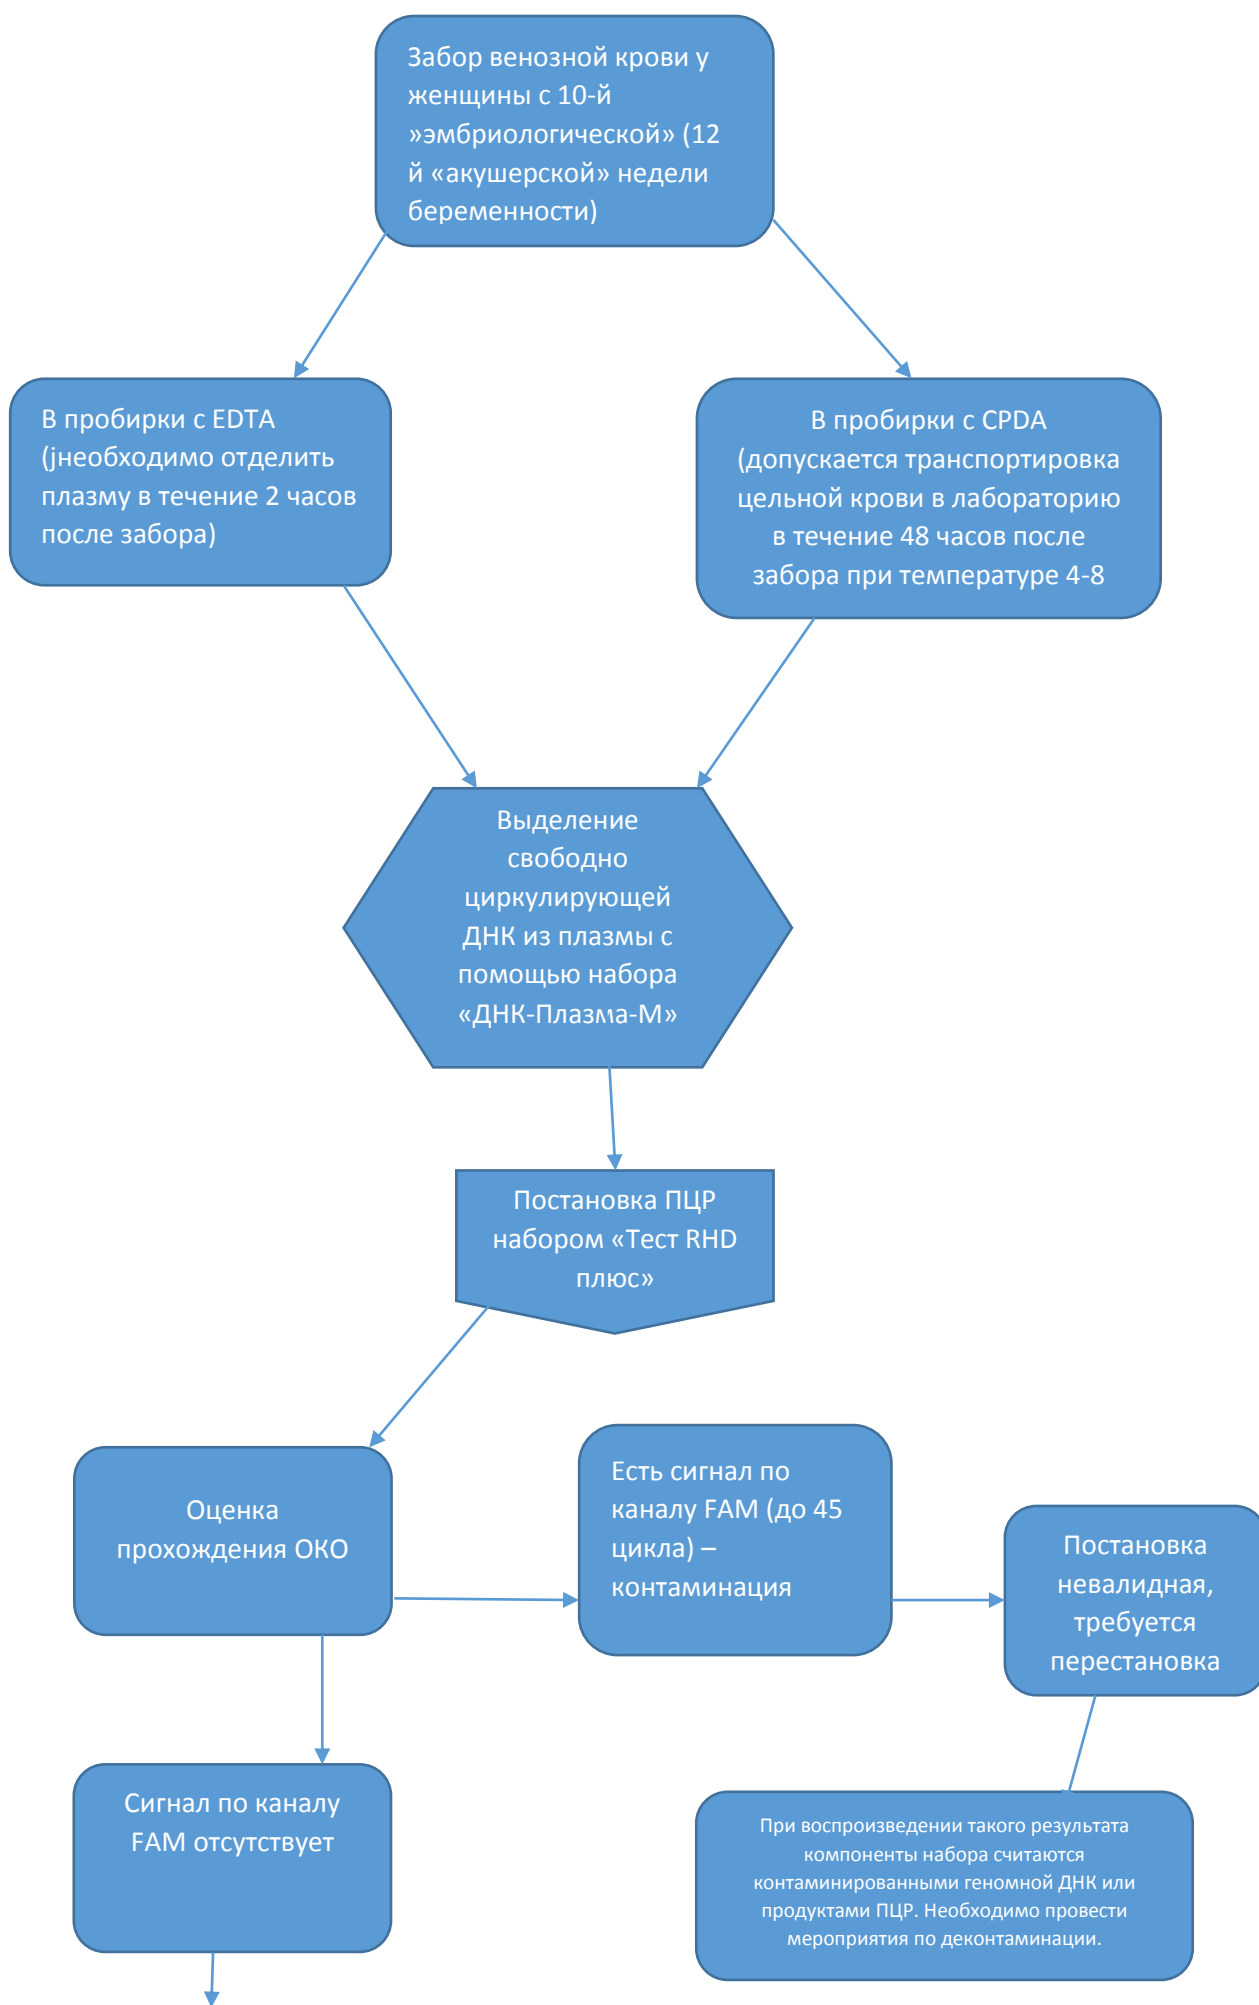 Забор венозной крови у
женщины с 10-й
»эмбриологической» (12
й «акушерской» недели
беременности)
В пробирки с EDTA
(jнеобходимо отделить
плазму в течение 2 часов
после забора)
В пробирки с CPDA
(допускается транспортировка
цельной крови в лабораторию
в течение 48 часов после
забора при температуре 4-8
Выделение
свободно
циркулирующей
ДНК из плазмы с
помощью набора
«ДНК-Плазма-М»
Постановка ПЦР
набором «Тест RHD
плюс»
Оценка
прохождения ОКО
Есть сигнал по
каналу FAM (до 45
цикла) –
контаминация
Постановка
невалидная,
требуется
перестановка
Сигнал по каналу
FAM отсутствует
При воспроизведении такого результата
компоненты набора считаются
контаминированными геномной ДНК или
продуктами ПЦР. Необходимо провести
мероприятия по деконтаминации.